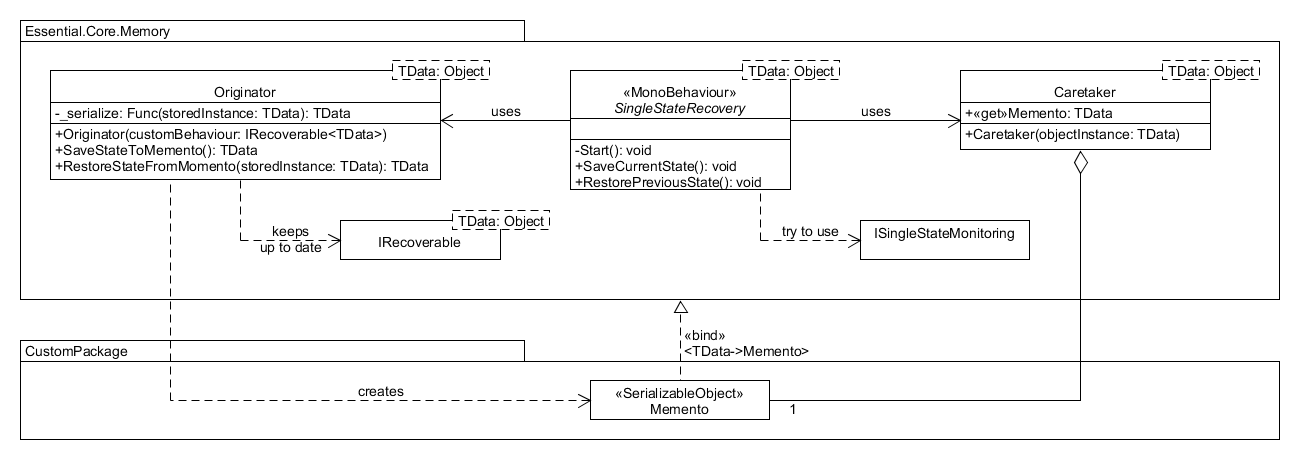 Essential.Core.Memory
TData: Object
Originator
-_serialize: Func(storedInstance: TData): TData
+Originator(customBehaviour: IRecoverable<TData>)
+SaveStateToMemento(): TData
+RestoreStateFromMomento(storedInstance: TData): TData
uses
TData: Object
«MonoBehaviour»
SingleStateRecovery
-Start(): void
+SaveCurrentState(): void
+RestorePreviousState(): void
uses
TData: Object
Caretaker
+«get»Memento: TData
+Caretaker(objectInstance: TData)
keeps
up to date
TData: Object
IRecoverable
try to use
ISingleStateMonitoring
«bind»
<TData->Memento>
CustomPackage
creates
«SerializableObject»
Memento
1